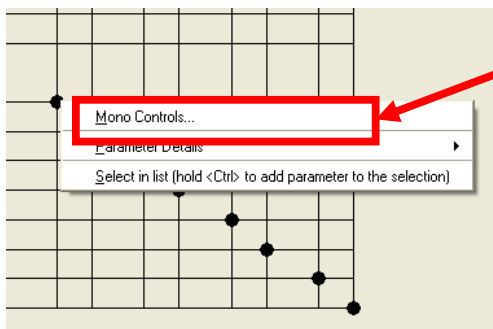 Mono Controls...
Parameter Details
Select in list (hold <Ctrl> to add parameter to the selection)